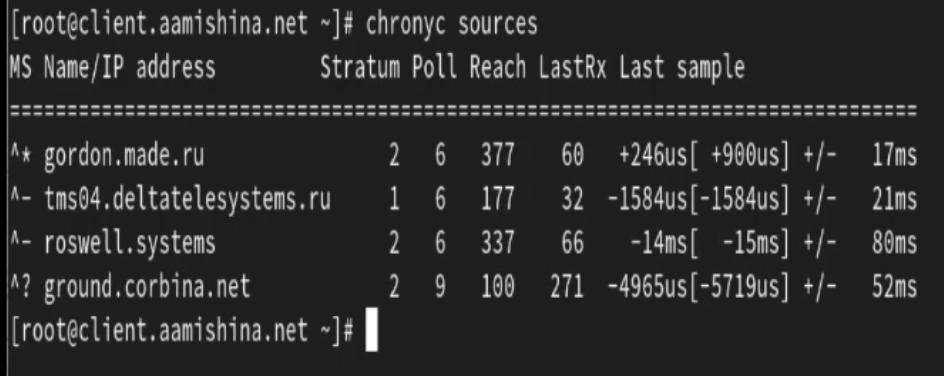 [root@client.aamishina.net ~]# chronyc sources
MS Name/IP address         Stratum Poll Reach LastRx Last sample
===============================================================================
^* gordon.made.ru                2   6   377    60   +246us[ +900us] +/-   17ms
^- tms04.deltatelesystems.ru     1   6   177    32  -1584us[-1584us] +/-   21ms
^- roswell.systems               2   6   337    66    -14ms[  -15ms] +/-   80ms
^? ground.corbina.net            2   9   100   271  -4965us[-5719us] +/-   52ms
[root@client.aamishina.net ~]#